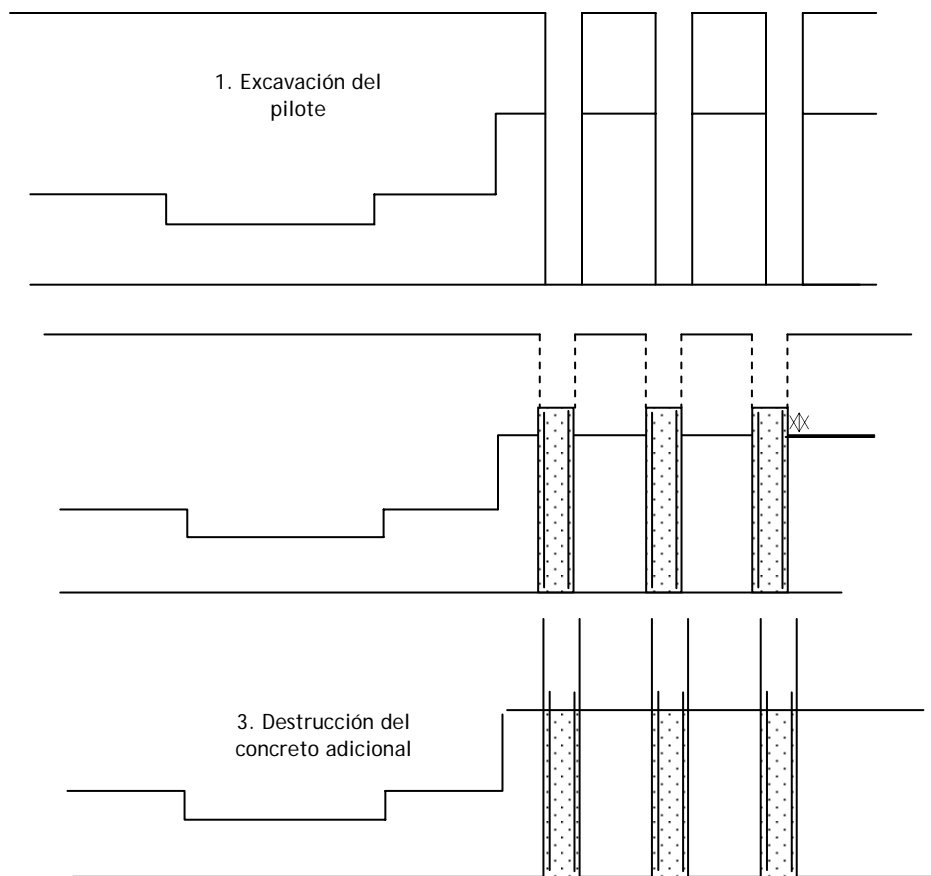 1. Excavación del
pilote
3. Destrucción del
concreto adicional